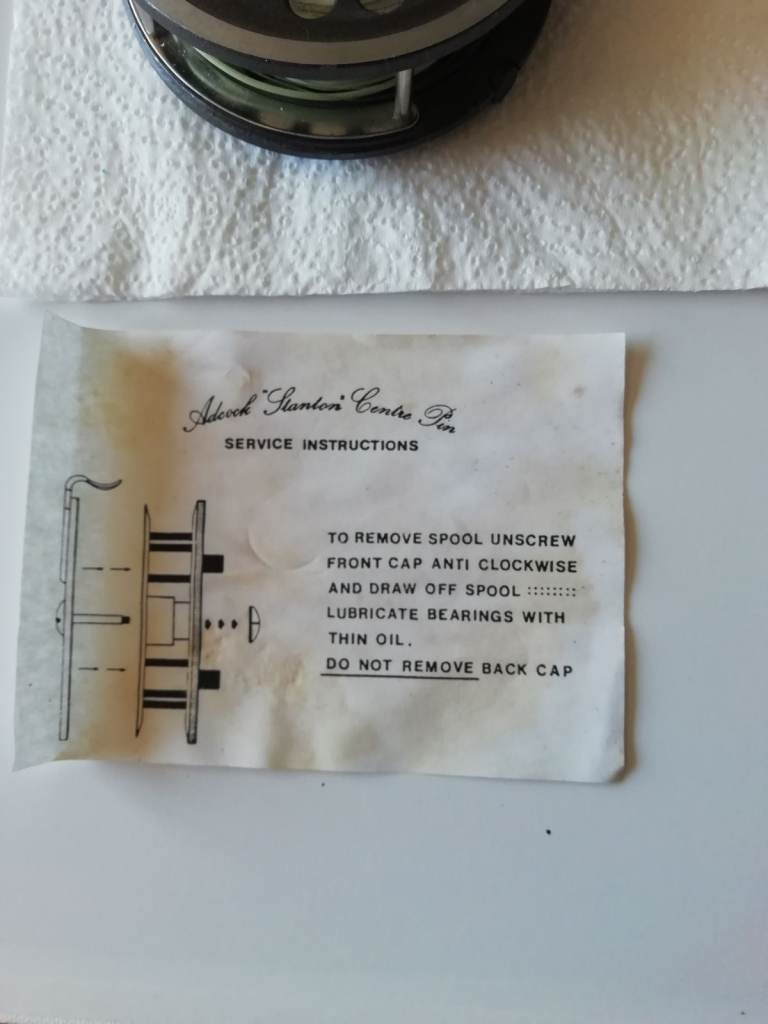 Adcock "Stanton" Centre Pin
SERVICE INSTRUCTIONS
TO REMOVE SPOOL UNSCREW
FRONT CAP ANTI CLOCKWISE
AND DRAW OFF SPOOL ::::::::
LUBRICATE BEARINGS WITH
THIN OIL.
DO NOT REMOVE BACK CAP